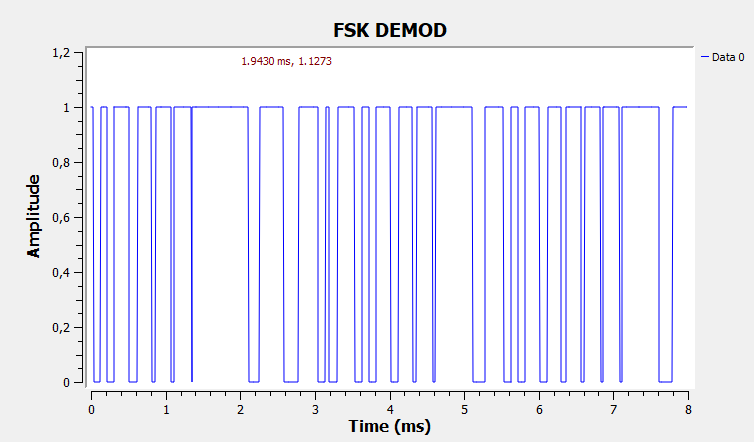 FSK DEMOD
1.9430 ms, 1.1273
Data 0
1,2
1
0,8
0,6
0,4
0,2
0
Amplitude
0 1 2 3 4 5 6 7 8
Time (ms)